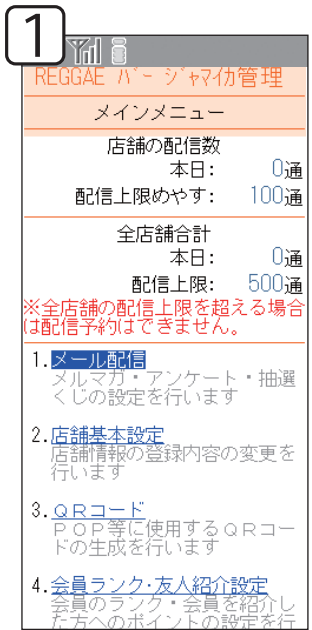 1
REGGAE バー ジャマイカ管理
メインメニュー
店舗の配信数
本日: 0通
配信上限めやす: 100通
全店舗合計
本日: 0通
配信上限: 500通
※全店舗の配信上限を超える場合
は配信予約はできません。
1.メール配信
メルマガ・アンケート・抽選
くじの設定を行います
2.店舗基本設定
店舗情報の登録内容の変更を
行います
3.QRコード
POP等に使用するQRコー
ドの生成を行います
4.会員ランク・友人紹介設定
会員のランク・会員を紹介し
た方へのポイントの設定を行